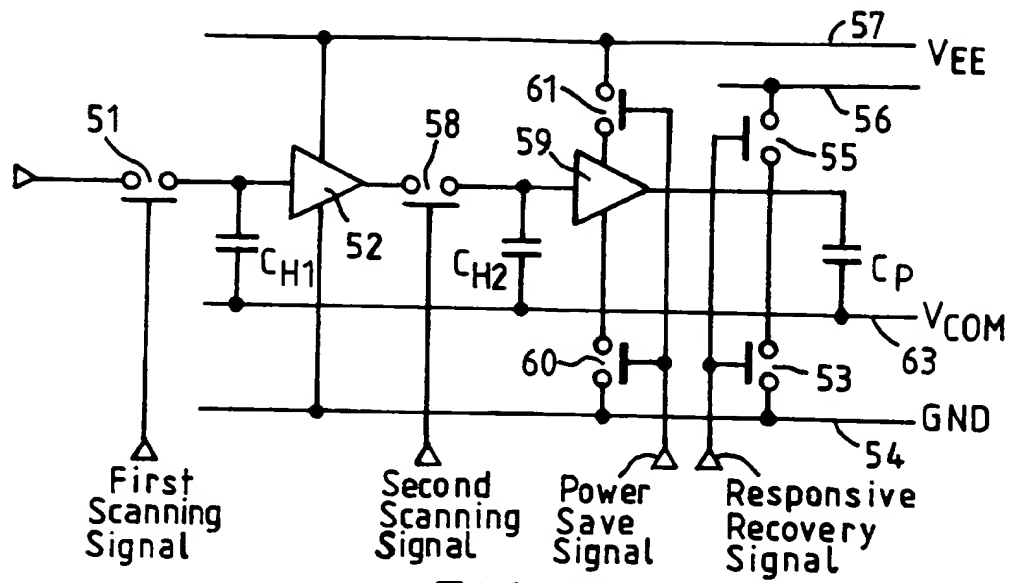 57
VEE
61
56
51
58
59
55
52
CH1
CH2
CP
VCOM
63
60
53
GND
54
First
Scanning
Signal
Second
Scanning
Signal
Power
Save
Signal
Responsive
Recovery
Signal